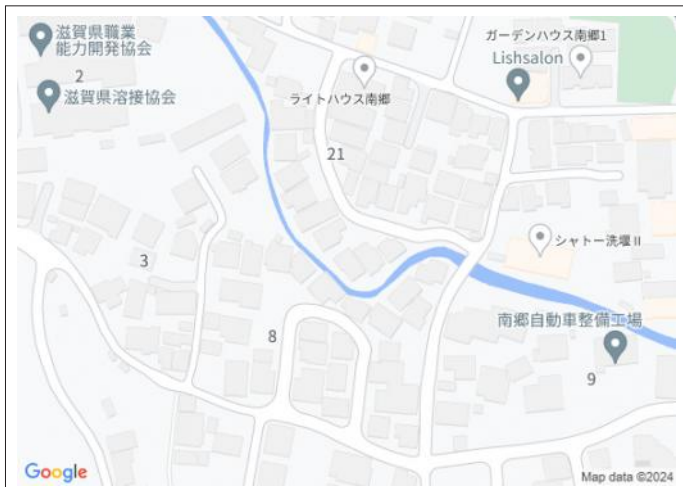 滋賀県職業
能力開発協会
2
滋賀県溶接協会
ライトハウス南郷
ガーデンハウス南郷1
Lishsalon
21
シャトー洗堰 II
3
8
南郷自動車整備工場
9
Google
Map data ©2024